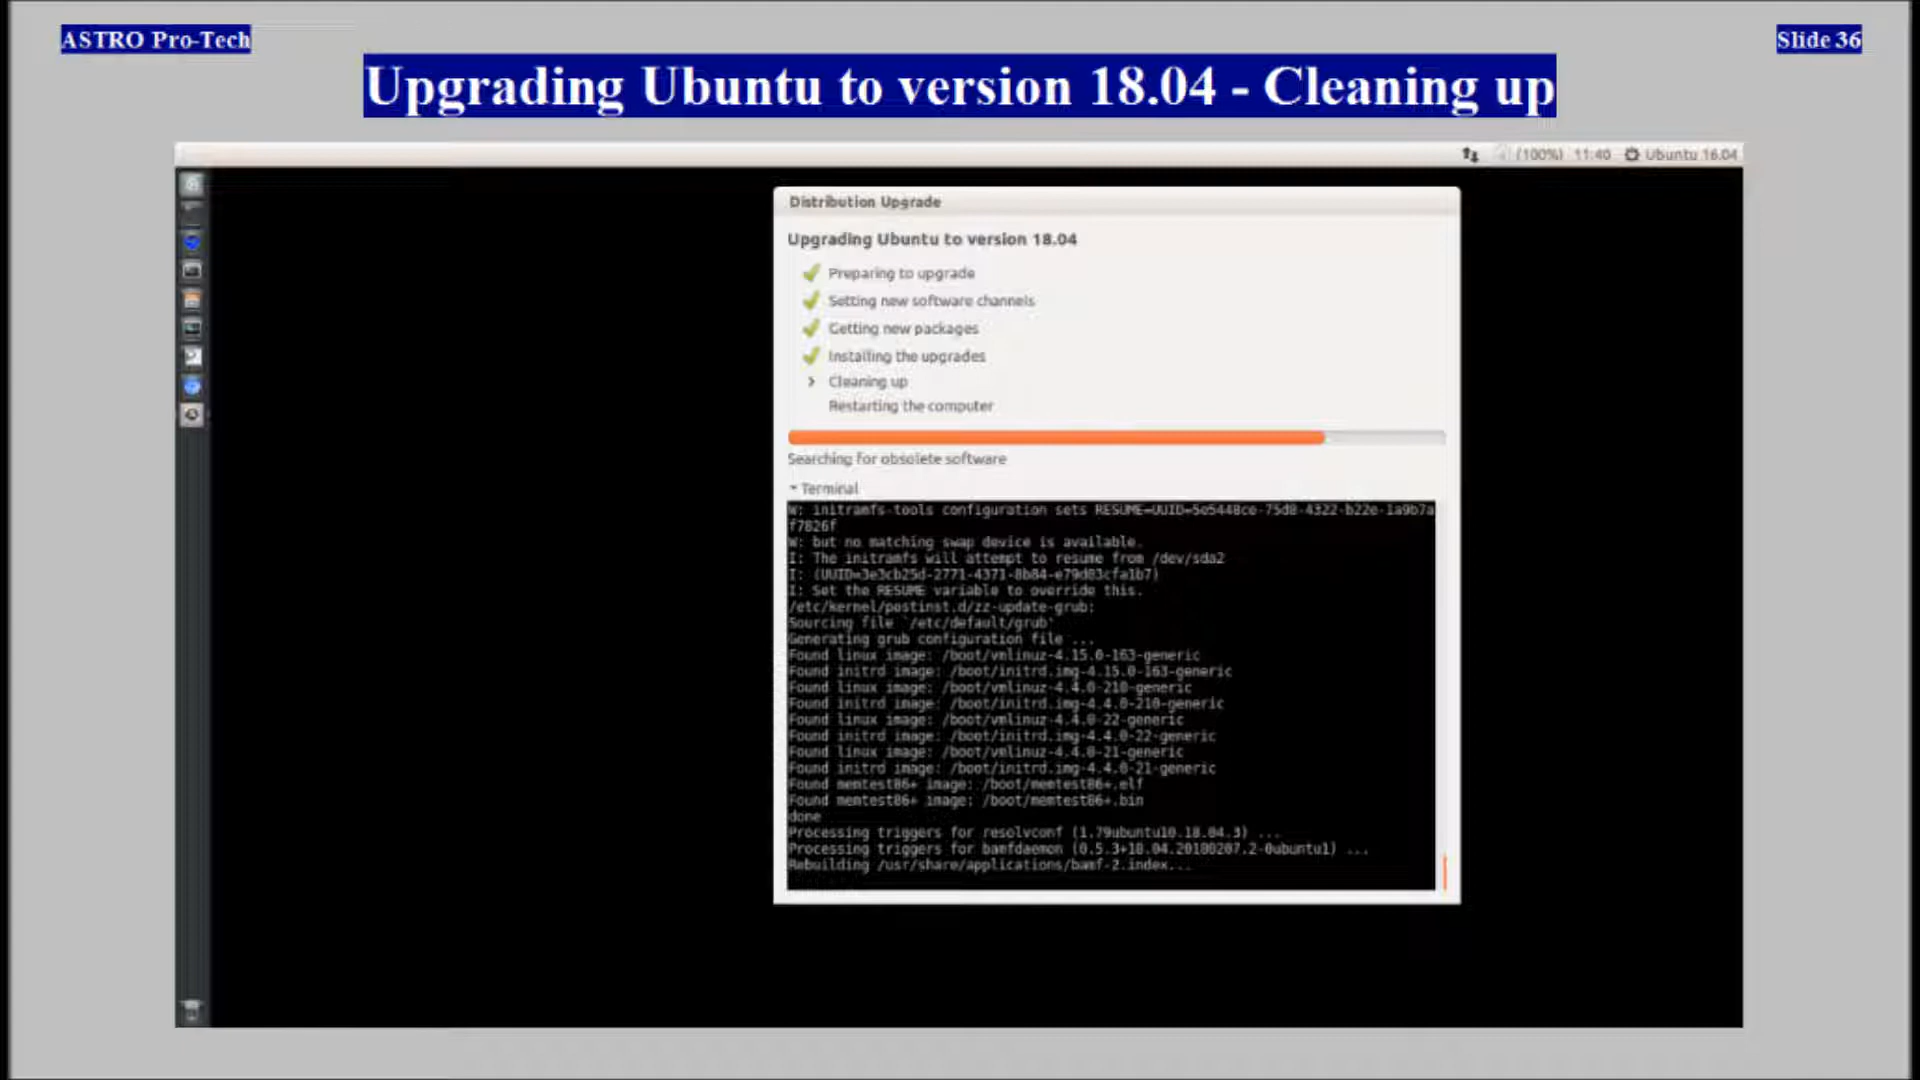 ASTRO Pro-Tech
Slide 36
Upgrading Ubuntu to version 18.04 - Cleaning up
(100%) 11:40 Ubuntu 16.04
Distribution Upgrade
Upgrading Ubuntu to version 18.04
Preparing to upgrade
Setting new software channels
Getting new packages
Installing the upgrades
Cleaning up
Restarting the computer
Searching for obsolete software
Terminal
W: initramfs-tools configuration sets
W: but no matching swap device is available.
I: The initramfs will attempt to resume from /dev/sda2
I: (UUID=3e3cb25d-2771-4371-8b84-e79d83cfa1b7)
I: Set the RESUME variable to override this.
/etc/kernel/postinst.d/zz-update-grub:
Sourcing file `/etc/default/grub'
Generating grub configuration file ...
Found linux image: /boot/vmlinuz-4.15.0-163-generic
Found initrd image: /boot/initrd.img-4.15.0-163-generic
Found linux image: /boot/vmlinuz-4.4.0-210-generic
Found initrd image: /boot/initrd.img-4.4.0-210-generic
Found linux image: /boot/vmlinuz-4.4.0-22-generic
Found initrd image: /boot/initrd.img-4.4.0-22-generic
Found linux image: /boot/vmlinuz-4.4.0-21-generic
Found initrd image: /boot/initrd.img-4.4.0-21-generic
Found memtest86+ image: /boot/memtest86+.elf
Found memtest86+ image: /boot/memtest86+.bin
done
Processing triggers for resolvconf (1.79ubuntu10.18.04.3) ...
Processing triggers for bamfdaemon (0.5.3+18.04.20180207.2-0ubuntu1) ...
Rebuilding /usr/share/applications/bamf-2.index...